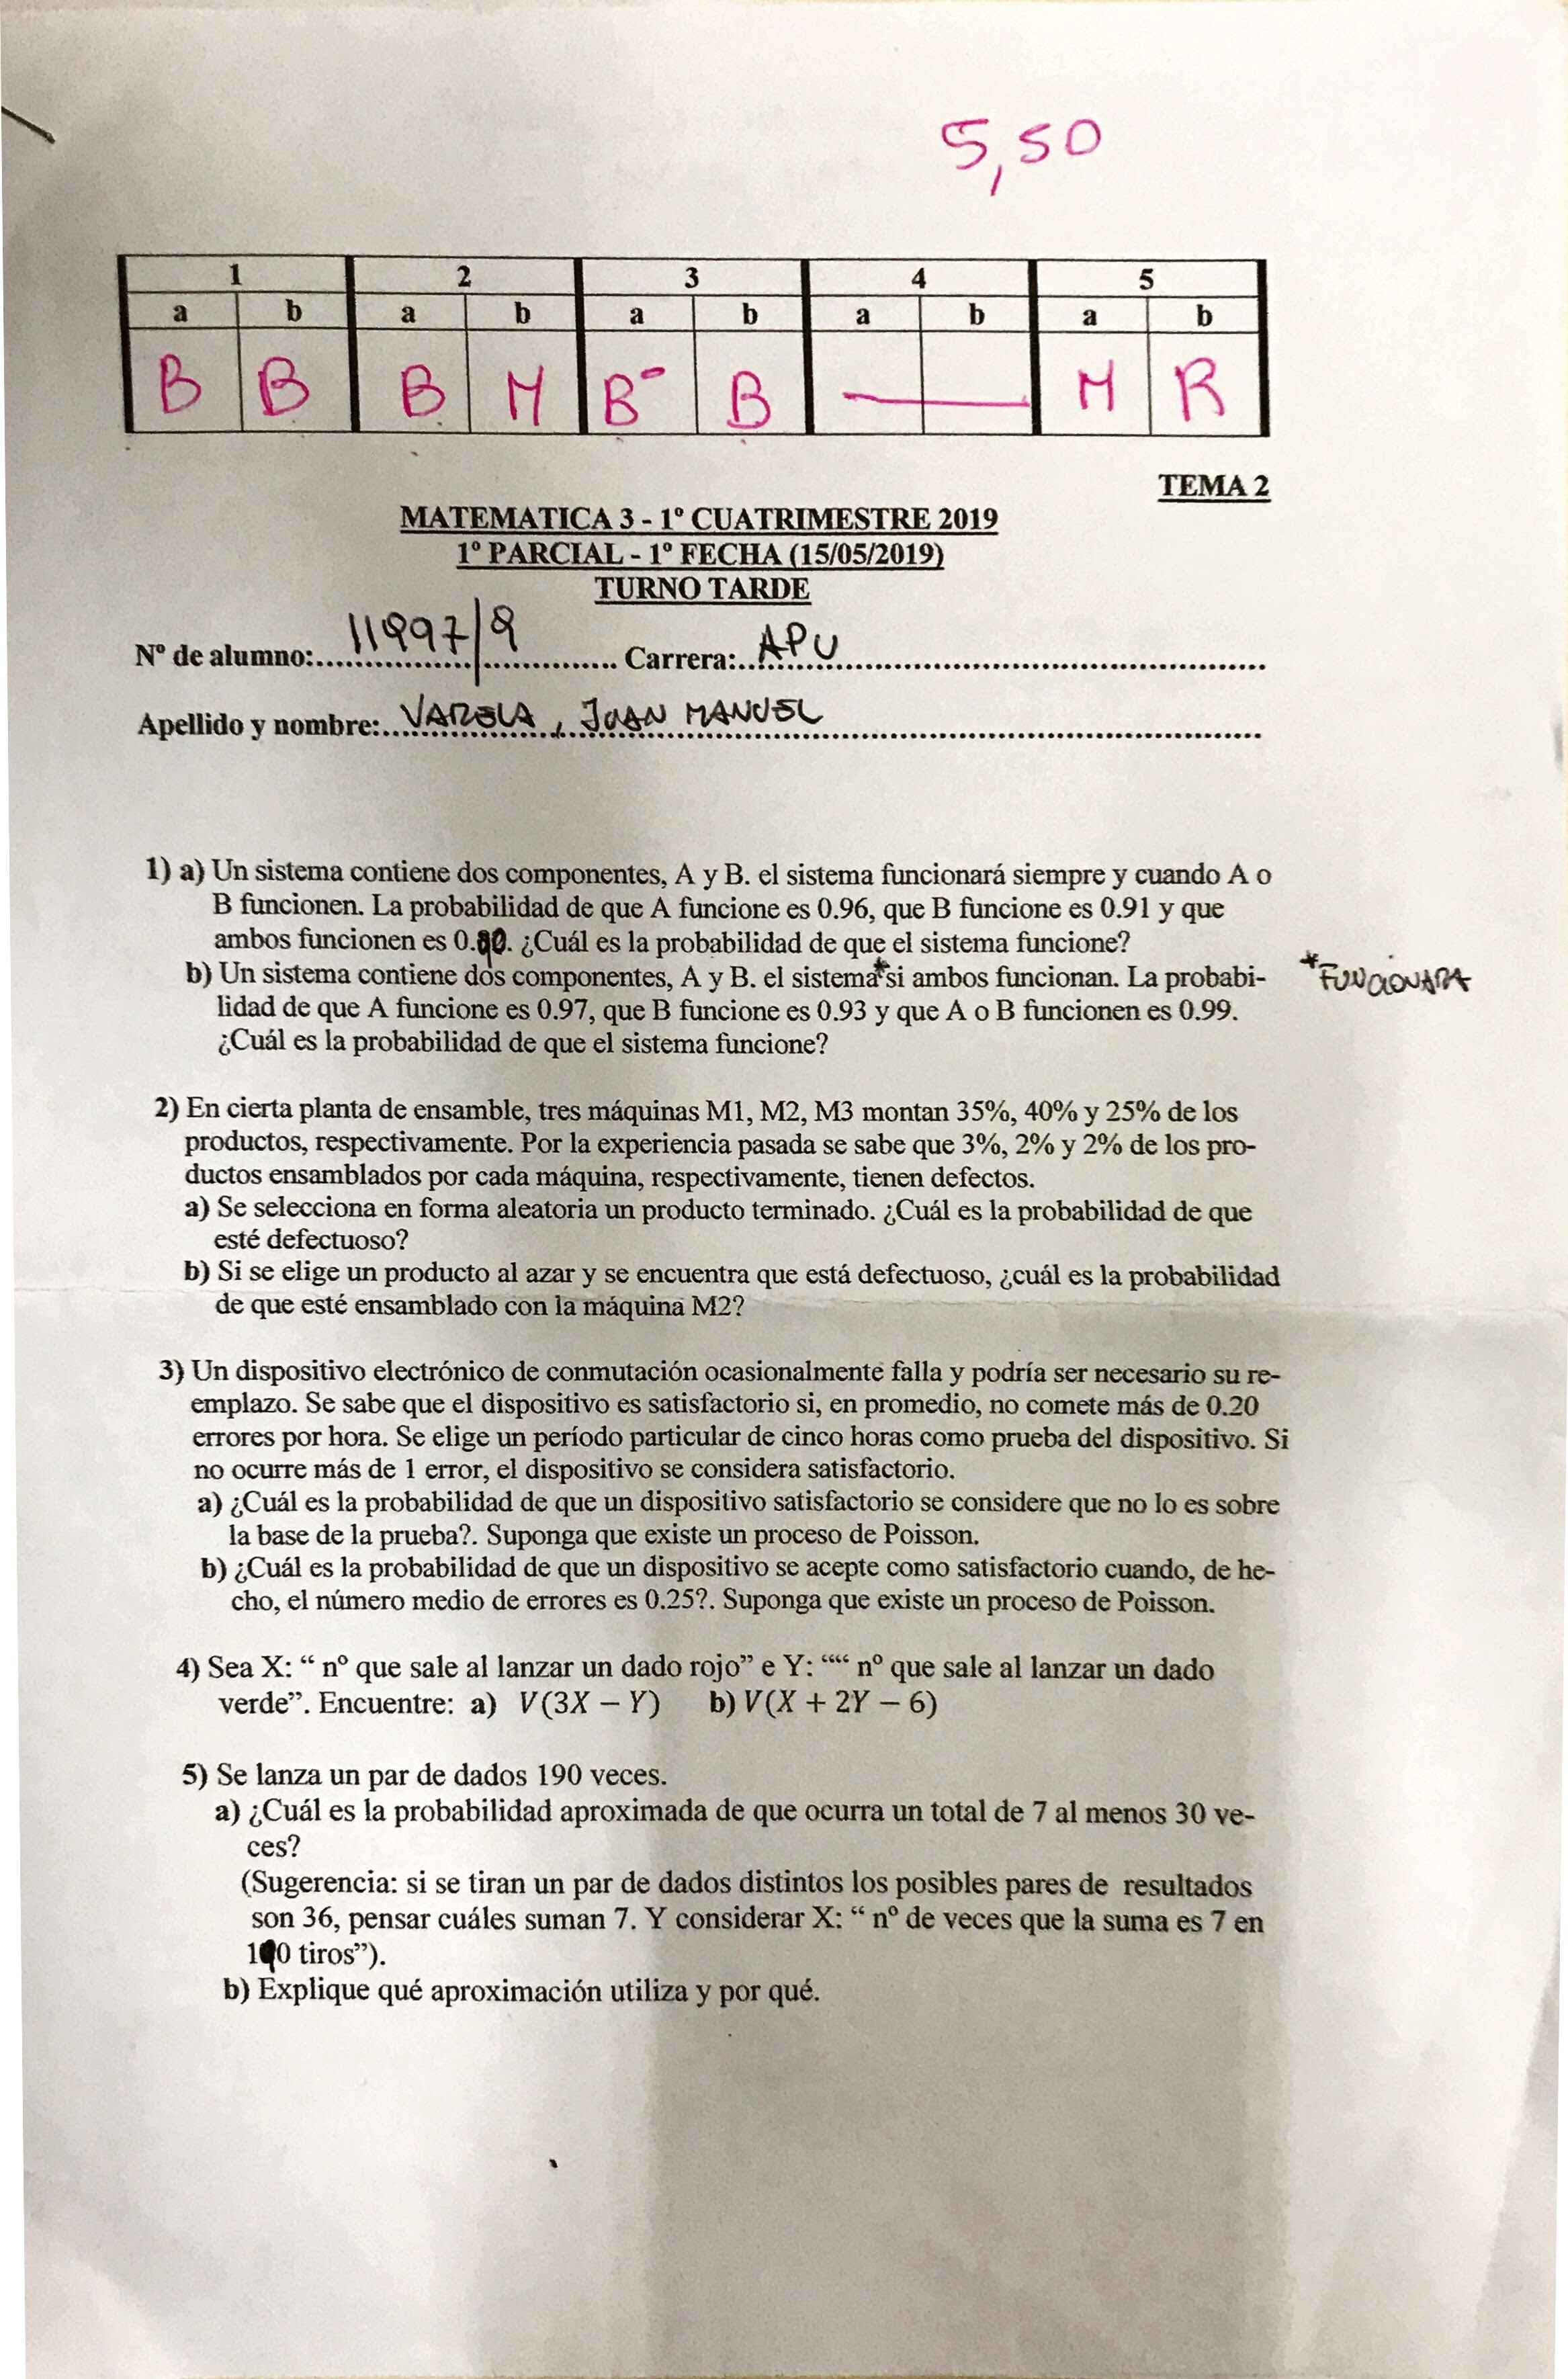 5,50
1 2 3 4 5
a b a b a b a b a b
B B B M B- B — M R
TEMA 2
MATEMATICA 3 - 1º CUATRIMESTRE 2019
1º PARCIAL - 1º FECHA (15/05/2019)
TURNO TARDE
Nº de alumno: 11997/9 Carrera: APU
Apellido y nombre: VARELA, JUAN MANUEL
1) a) Un sistema contiene dos componentes, A y B. el sistema funcionará siempre y cuando A o
B funcionen. La probabilidad de que A funcione es 0.96, que B funcione es 0.91 y que
ambos funcionen es . ¿Cuál es la probabilidad de que el sistema funcione?
b) Un sistema contiene dos componentes, A y B. el sistema* si ambos funcionan. La probabi-
*FUNCIONARA
lidad de que A funcione es 0.97, que B funcione es 0.93 y que A o B funcionen es 0.99.
¿Cuál es la probabilidad de que el sistema funcione?
2) En cierta planta de ensamble, tres máquinas M1, M2, M3 montan 35%, 40% y 25% de los
productos, respectivamente. Por la experiencia pasada se sabe que 3%, 2% y 2% de los pro-
ductos ensamblados por cada máquina, respectivamente, tienen defectos.
a) Se selecciona en forma aleatoria un producto terminado. ¿Cuál es la probabilidad de que
esté defectuoso?
b) Si se elige un producto al azar y se encuentra que está defectuoso, ¿cuál es la probabilidad
de que esté ensamblado con la máquina M2?
3) Un dispositivo electrónico de conmutación ocasionalmente falla y podría ser necesario su re-
emplazo. Se sabe que el dispositivo es satisfactorio si, en promedio, no comete más de 0.20
errores por hora. Se elige un período particular de cinco horas como prueba del dispositivo. Si
no ocurre más de 1 error, el dispositivo se considera satisfactorio.
a) ¿Cuál es la probabilidad de que un dispositivo satisfactorio se considere que no lo es sobre
la base de la prueba?. Suponga que existe un proceso de Poisson.
b) ¿Cuál es la probabilidad de que un dispositivo se acepte como satisfactorio cuando, de he-
cho, el número medio de errores es 0.25?. Suponga que existe un proceso de Poisson.
4) Sea X: “ nº que sale al lanzar un dado rojo” e Y: ““ nº que sale al lanzar un dado
verde”. Encuentre: a) V(3X – Y) b) V(X + 2Y – 6)
5) Se lanza un par de dados 190 veces.
a) ¿Cuál es la probabilidad aproximada de que ocurra un total de 7 al menos 30 ve-
ces?
(Sugerencia: si se tiran un par de dados distintos los posibles pares de resultados
son 36, pensar cuáles suman 7. Y considerar X: “ nº de veces que la suma es 7 en
190 tiros”).
b) Explique qué aproximación utiliza y por qué.